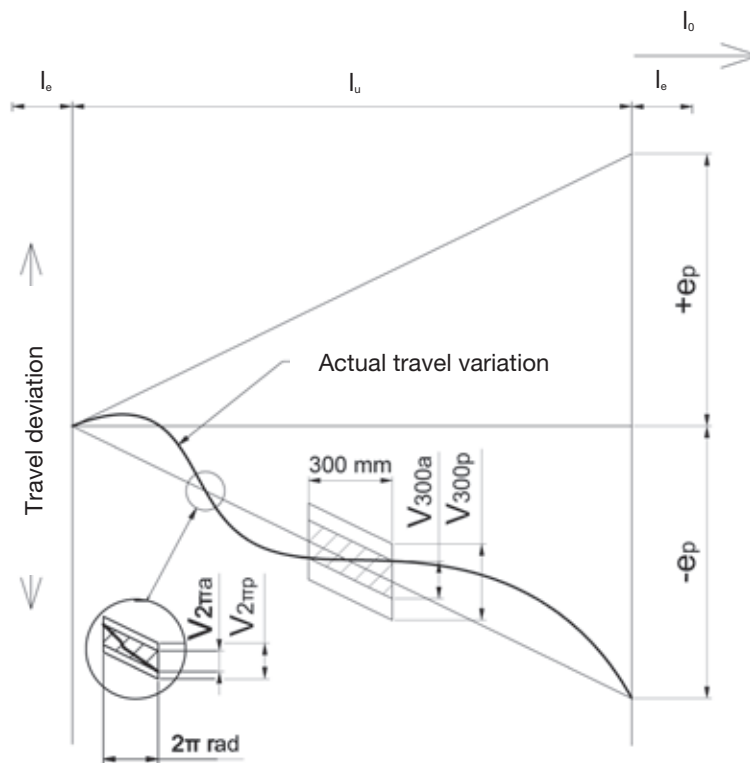 l₀
lₑ
lᵤ
lₑ
+ep
Travel deviation
Actual travel variation
300 mm
V300a
V300p
-ep
V2πa
V2πp
2π rad